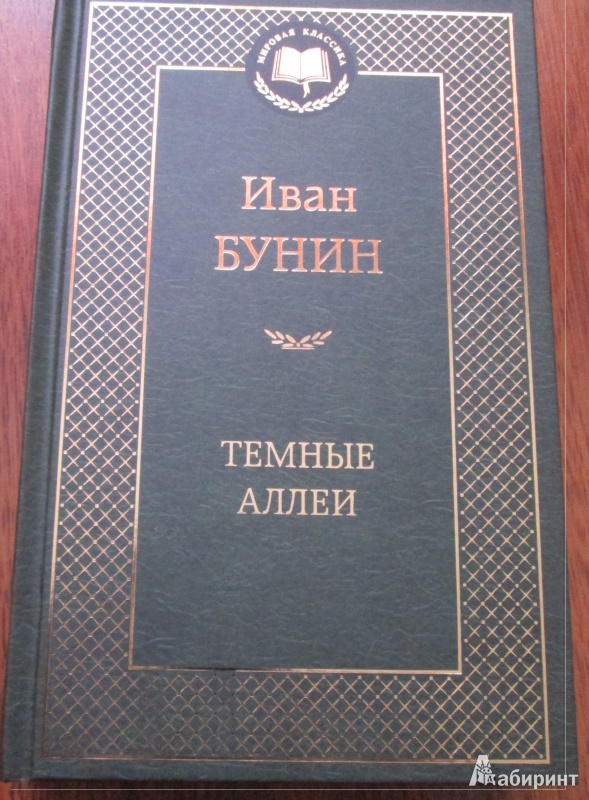 МИРОВАЯ КЛАССИКА
Иван
БУНИН
ТЕМНЫЕ
АЛЛЕИ
Лабиринт